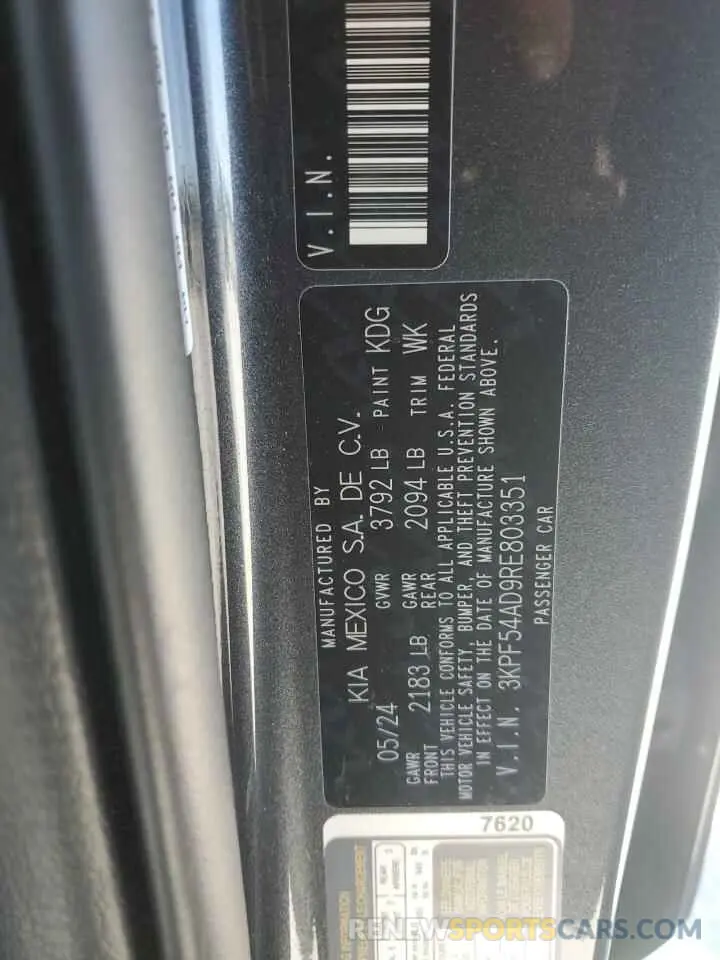 V.I.N.
MANUFACTURED BY
KIA MEXICO S.A. DE C.V.
05/24 GVWR 3792 LB PAINT KDG
GAWR FRONT 2183 LB GAWR REAR 2094 LB TRIM WK
THIS VEHICLE CONFORMS TO ALL APPLICABLE U.S.A. FEDERAL
MOTOR VEHICLE SAFETY, BUMPER, AND THEFT PREVENTION STANDARDS
IN EFFECT ON THE DATE OF MANUFACTURE SHOWN ABOVE.
V.I.N. 3KPF54AD9RE803351
PASSENGER CAR
7620
REAR
RENEWSPORTSCARS.COM